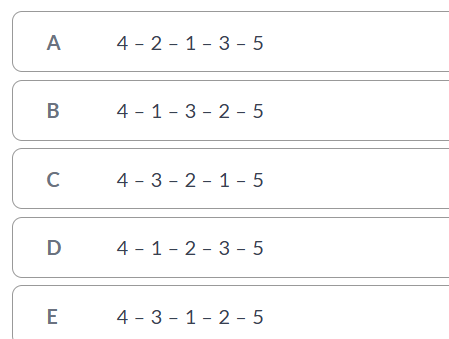 A 4 – 2 – 1 – 3 – 5
B 4 – 1 – 3 – 2 – 5
C 4 – 3 – 2 – 1 – 5
D 4 – 1 – 2 – 3 – 5
E 4 – 3 – 1 – 2 – 5